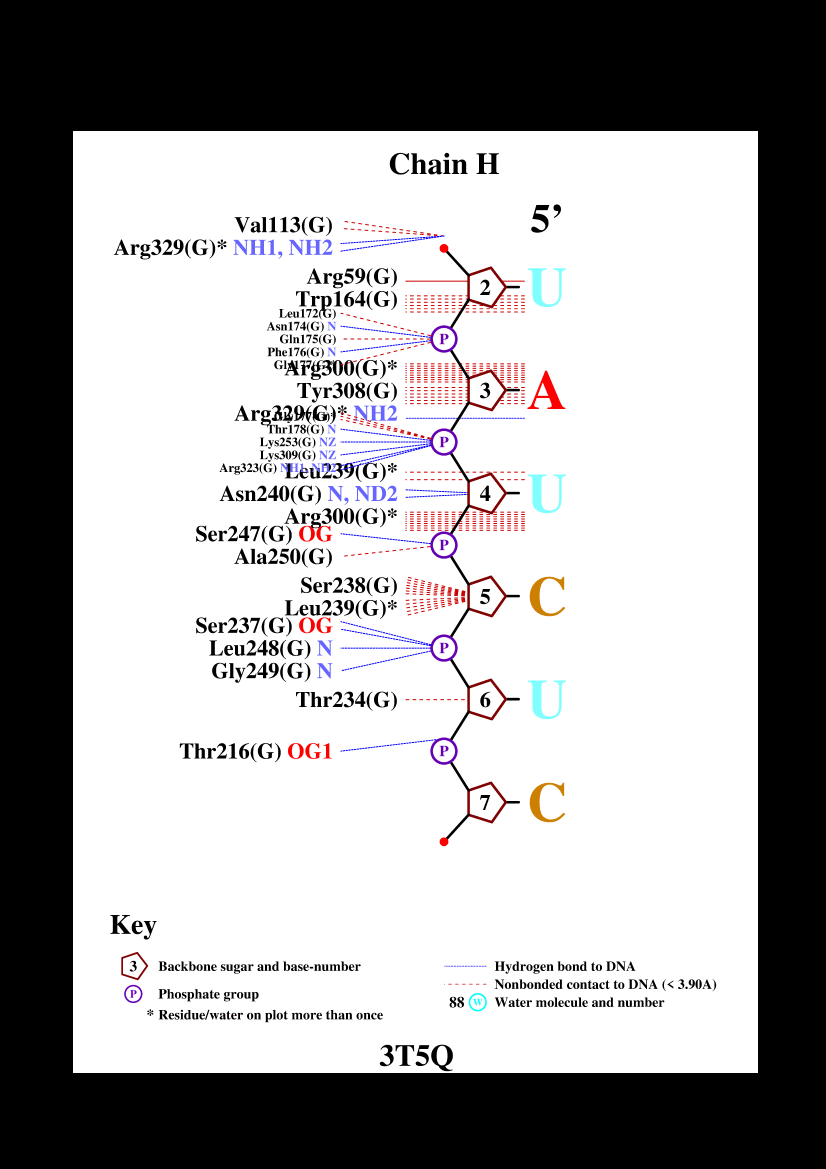 Chain H
5’
Val113(G)
Arg329(G)* NH1, NH2
Arg59(G)
2 U
Trp164(G)
Leu172(G)
Asn174(G) N
Gln175(G)
P
Phe176(G) N
Arg300(G)*
Tyr308(G)
3 A
Arg329(G)* NH2
Thr178(G) N
Lys253(G) NZ
P
Lys309(G) NZ
Arg323(G) NH1, NH2
Leu239(G)*
Asn240(G) N, ND2
4 U
Arg300(G)*
Ser247(G) OG
P
Ala250(G)
Ser238(G)
5 C
Leu239(G)*
Ser237(G) OG
Leu248(G) N
P
Gly249(G) N
Thr234(G)
6 U
Thr216(G) OG1
P
7 C
Key
3 Backbone sugar and base-number
P Phosphate group
* Residue/water on plot more than once
Hydrogen bond to DNA
Nonbonded contact to DNA (< 3.90A)
88 W Water molecule and number
3T5Q